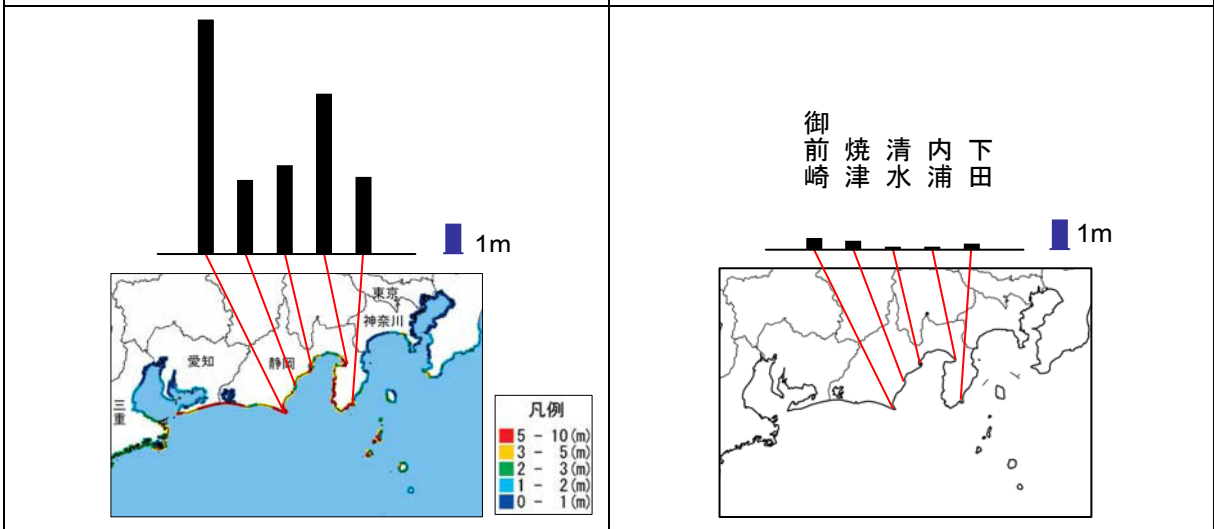 1m
東京
神奈川
愛知
静岡
三重
凡例
5 - 10(m)
3 - 5(m)
2 - 3(m)
1 - 2(m)
0 - 1(m)
御前崎
焼津
清水
内浦
下田
1m